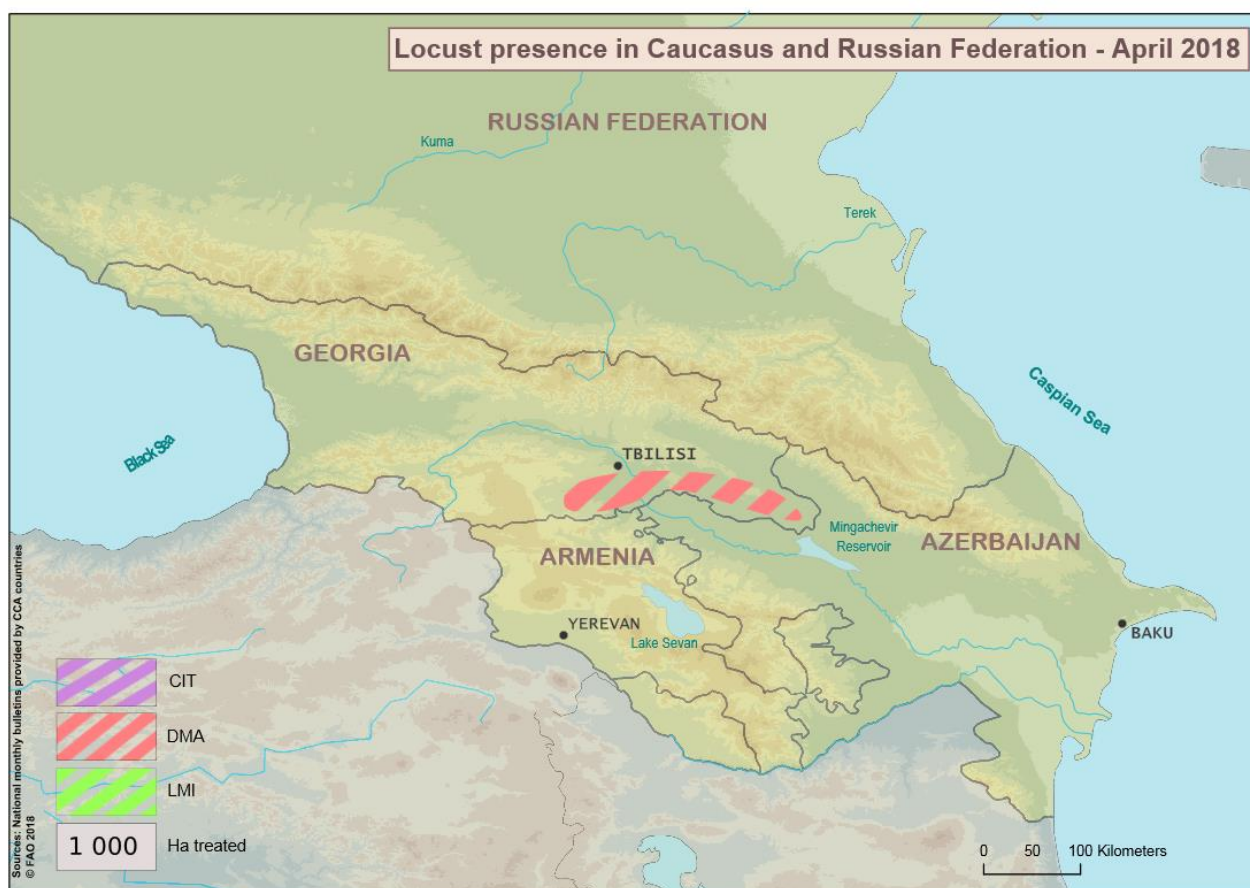 Locust presence in Caucasus and Russian Federation - April 2018
RUSSIAN FEDERATION
Kuma
Terek
GEORGIA
Caspian Sea
Black Sea
TBILISI
Mingachevir
Reservoir
AZERBAIJAN
ARMENIA
YEREVAN
Lake Sevan
BAKU
CIT
DMA
LMI
1 000
Ha treated
0 50 100 Kilometers
Sources: National monthly bulletins provided by CCA countries
© FAO 2018